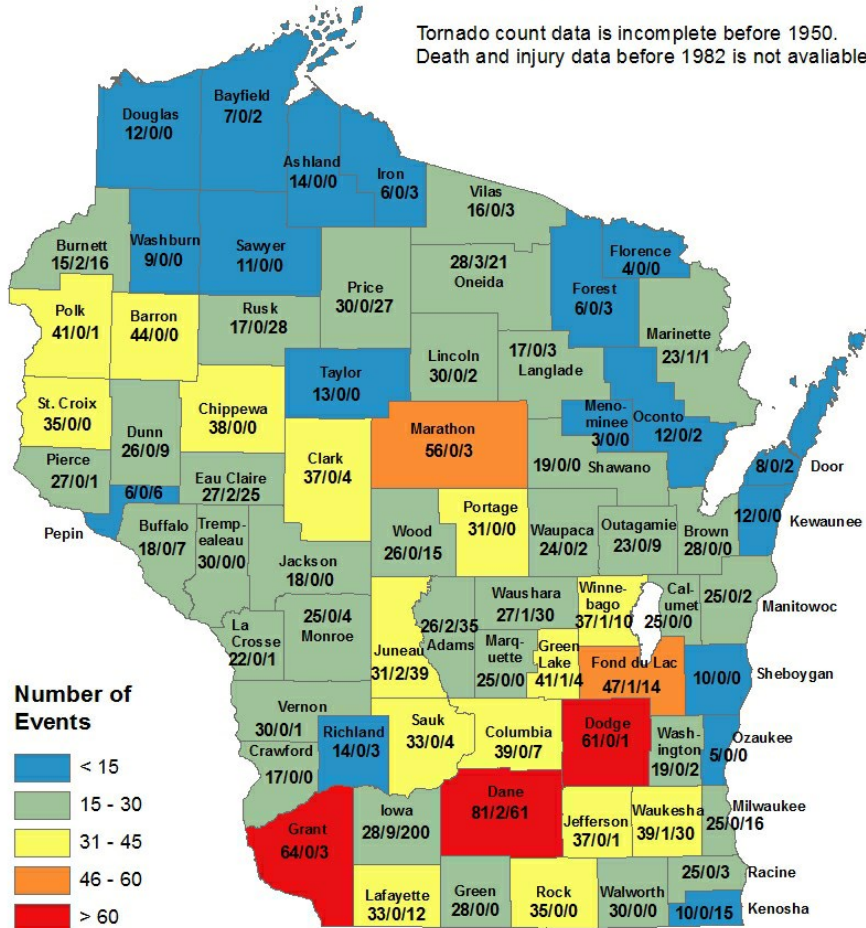 Tornado count data is incomplete before 1950.
Death and injury data before 1982 is not avaliable
Douglas
12/0/0
Bayfield
7/0/2
Ashland
14/0/0
Iron
6/0/3
Vilas
16/0/3
Burnett
15/2/16
Washburn
9/0/0
Sawyer
11/0/0
Price
30/0/27
28/3/21
Oneida
Forest
6/0/3
Florence
4/0/0
Marinette
23/1/1
Polk
41/0/1
Barron
44/0/0
Rusk
17/0/28
Taylor
13/0/0
Lincoln
30/0/2
17/0/3
Langlade
St. Croix
35/0/0
Dunn
26/0/9
Chippewa
38/0/0
Clark
37/0/4
Marathon
56/0/3
Meno-
minee
3/0/0
Oconto
12/0/2
19/0/0
Shawano
8/0/2
Door
Pierce
27/0/1
6/0/6
Pepin
Eau Claire
27/2/25
Buffalo
18/0/7
Tremp-
ealeau
30/0/0
Jackson
18/0/0
Wood
26/0/15
Portage
31/0/0
Waupaca
24/0/2
Outagamie
23/0/9
Brown
28/0/0
12/0/0
Kewaunee
La
Crosse
22/0/1
25/0/4
Monroe
Juneau
31/2/39
26/2/35
Adams
Waushara
27/1/30
Marq-
uette
25/0/0
Green
Lake
41/1/4
Winne-
bago
37/1/10
Cal-
umet
25/0/0
25/0/2
Manitowoc
Fond du Lac
47/1/14
10/0/0
Sheboygan
Vernon
30/0/1
Crawford
17/0/0
Richland
14/0/3
Sauk
33/0/4
Columbia
39/0/7
Dodge
61/0/1
Wash-
ington
19/0/2
Ozaukee
5/0/0
Grant
64/0/3
Iowa
28/9/200
Dane
81/2/61
Jefferson
37/0/1
Waukesha
39/1/30
Milwaukee
25/0/16
Lafayette
33/0/12
Green
28/0/0
Rock
35/0/0
Walworth
30/0/0
25/0/3
Racine
10/0/15
Kenosha
Number of
Events
< 15
15 - 30
31 - 45
46 - 60
> 60